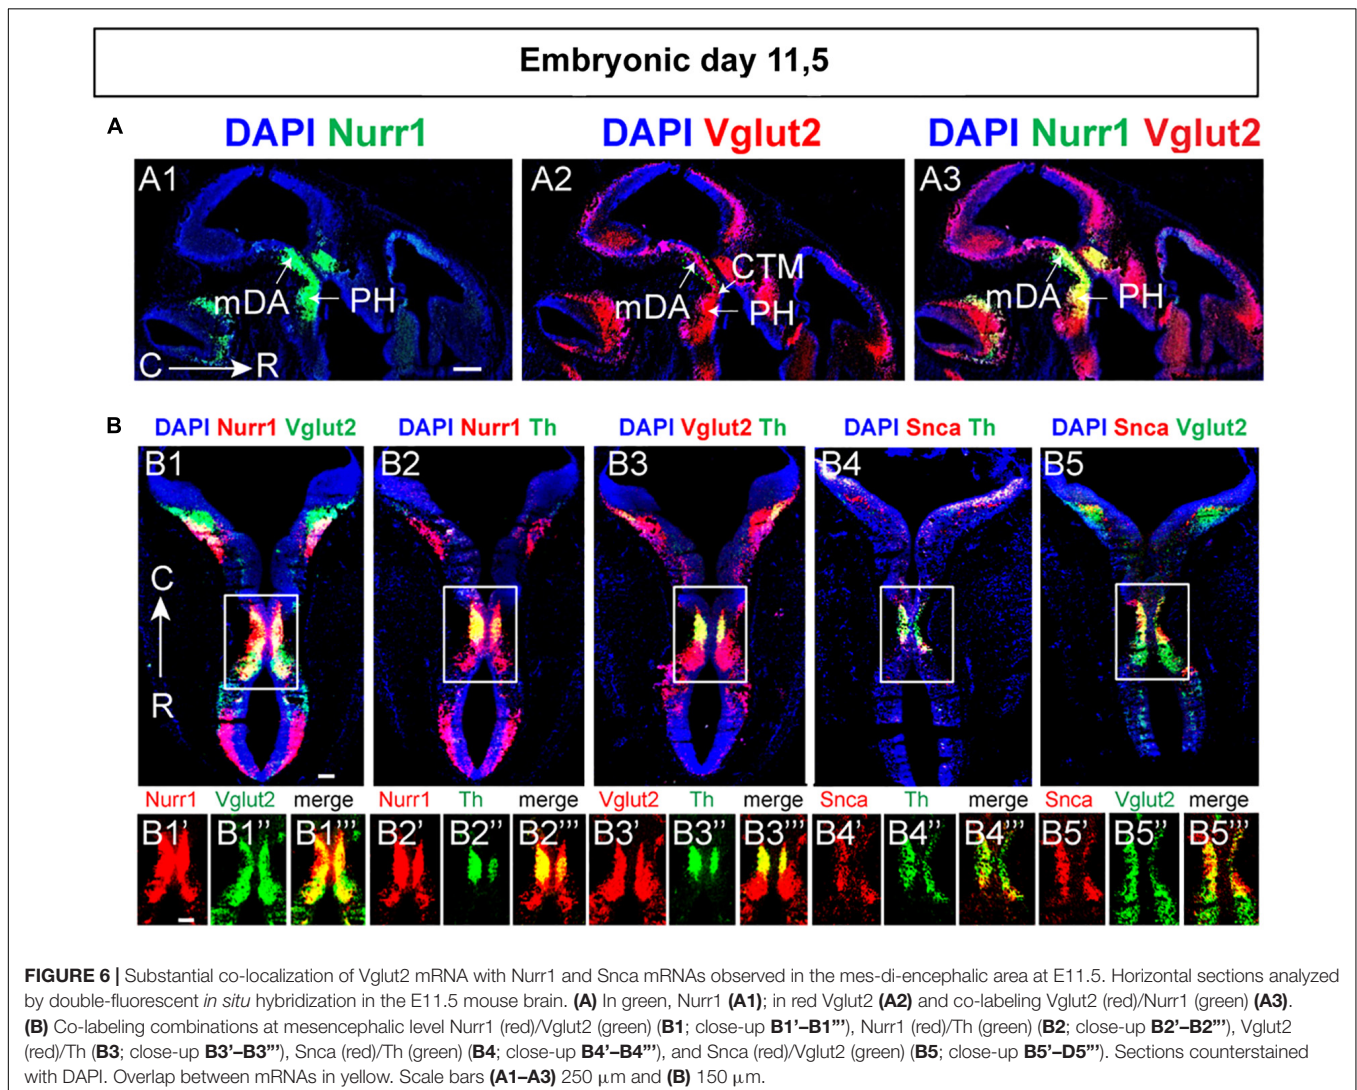 Embryonic day 11,5
A
DAPI Nurr1
DAPI Vglut2
DAPI Nurr1 Vglut2
A1
A2
A3
mDA
PH
C
R
mDA
CTM
PH
mDA
PH
B
DAPI Nurr1 Vglut2
DAPI Nurr1 Th
DAPI Vglut2 Th
DAPI Snca Th
DAPI Snca Vglut2
B1
B2
B3
B4
B5
C
R
Nurr1 Vglut2 merge
Nurr1 Th merge
Vglut2 Th merge
Snca Th merge
Snca Vglut2 merge
B1' B1'' B1'''
B2' B2'' B2'''
B3' B3'' B3'''
B4' B4'' B4'''
B5' B5'' B5'''
FIGURE 6 | Substantial co-localization of Vglut2 mRNA with Nurr1 and Snca mRNAs observed in the mes-di-encephalic area at E11.5. Horizontal sections analyzed
by double-fluorescent in situ hybridization in the E11.5 mouse brain. (A) In green, Nurr1 (A1); in red Vglut2 (A2) and co-labeling Vglut2 (red)/Nurr1 (green) (A3).
(B) Co-labeling combinations at mesencephalic level Nurr1 (red)/Vglut2 (green) (B1; close-up B1'–B1"'), Nurr1 (red)/Th (green) (B2; close-up B2'–B2"'), Vglut2
(red)/Th (B3; close-up B3'–B3"'), Snca (red)/Th (green) (B4; close-up B4'–B4"'), and Snca (red)/Vglut2 (green) (B5; close-up B5'–D5"'). Sections counterstained
with DAPI. Overlap between mRNAs in yellow. Scale bars (A1–A3) 250 μm and (B) 150 μm.